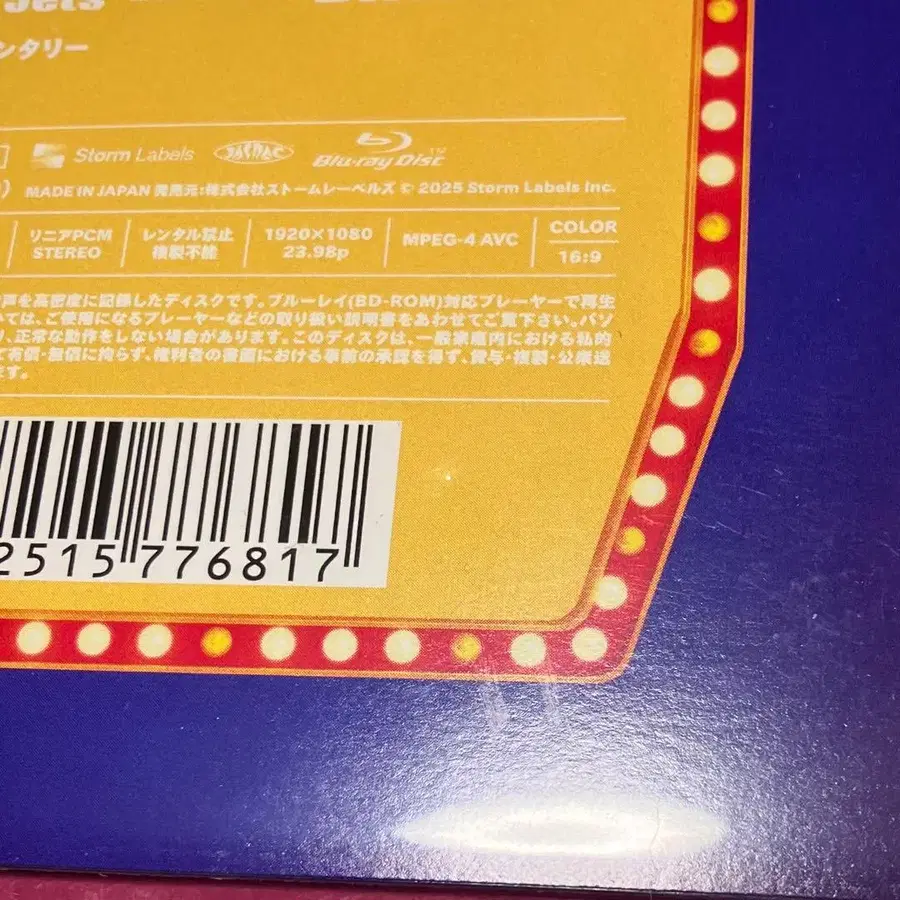 Jets
ンタリー
Storm Labels JASRAC Blu-ray Disc TM
MADE IN JAPAN 発売元:株式会社ストームレーベルズ © 2025 Storm Labels Inc.
リニアPCM STEREO
レンタル禁止 複製不能
1920×1080 23.98p
MPEG-4 AVC
COLOR
16:9
声を高密度に記録したディスクです。ブルーレイ(BD-ROM)対応プレーヤーで再生
ては、ご使用になるプレーヤーなどの取り扱い説明書をあわせてご覧下さい。パソ
り、正常な動作をしない場合があります。このディスクは、一般家庭内における私的
て有償・無償に拘らず、権利者の書面における事前の承諾を得ず、貸与・複製・公衆送
ます。
2515776817